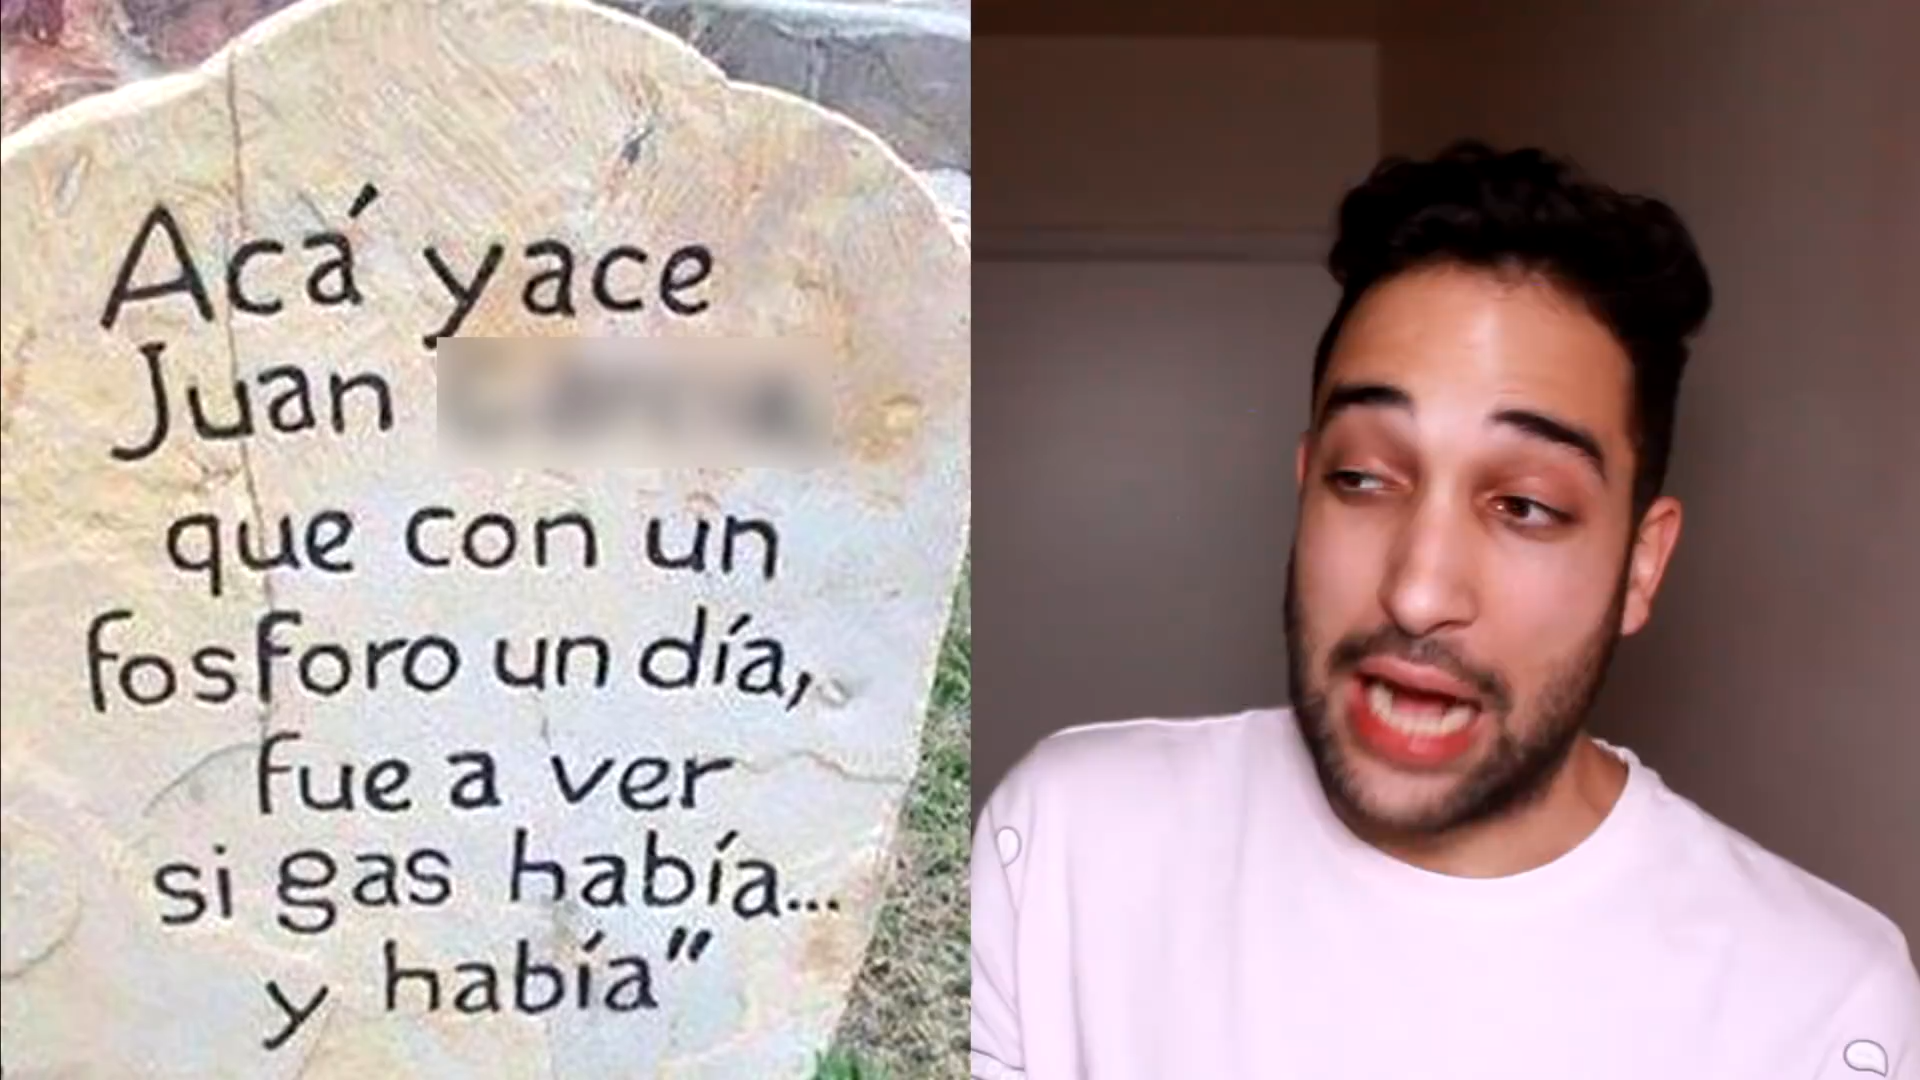 Acá yace
Juan
que con un
fosforo un día,
fue a ver
si gas había...
y había"